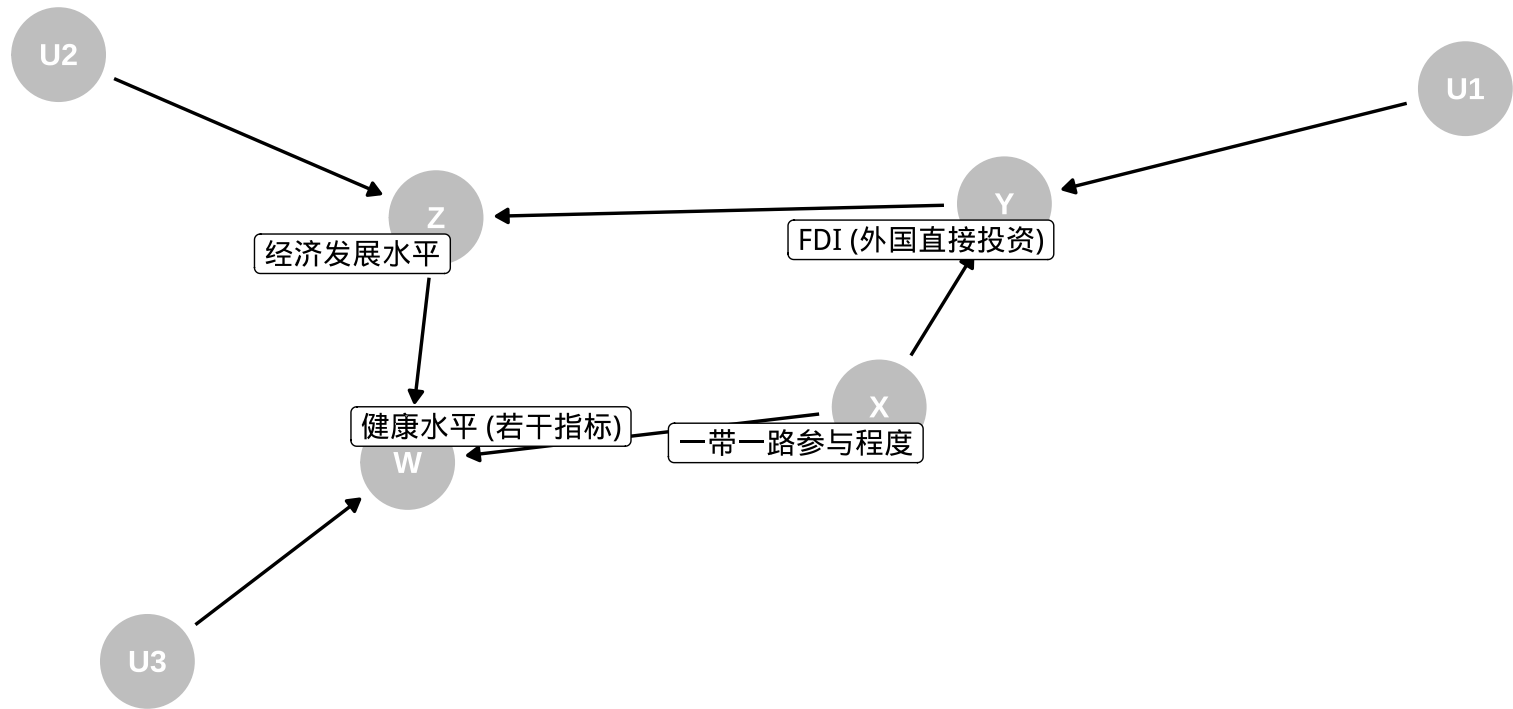 U2
U1
Z
Y
经济发展水平
FDI (外国直接投资)
X
健康水平 (若干指标)
一带一路参与程度
W
U3